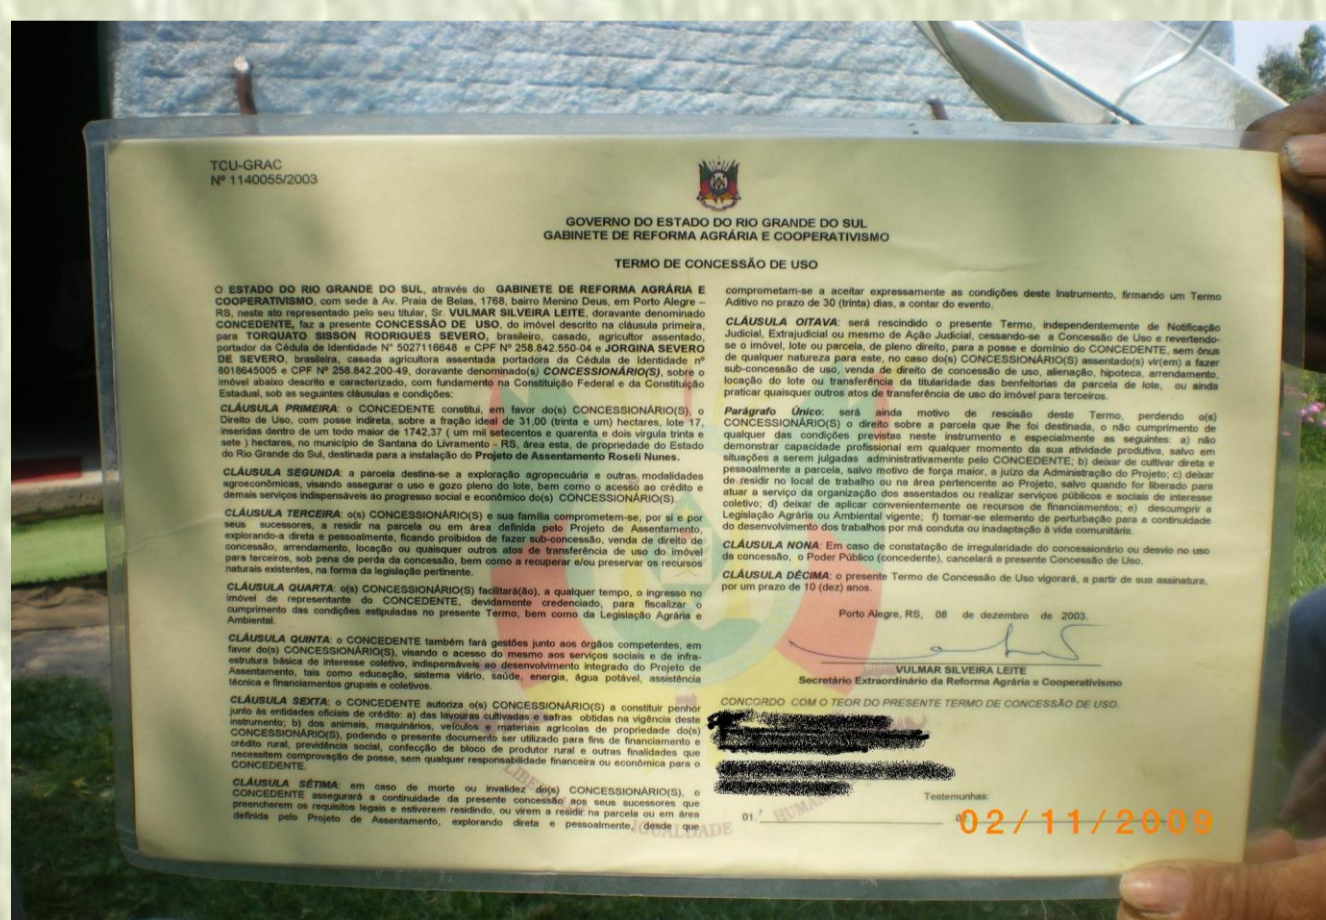 TCU-GRAC
Nº 1140055/2003
GOVERNO DO ESTADO DO RIO GRANDE DO SUL
GABINETE DE REFORMA AGRÁRIA E COOPERATIVISMO
TERMO DE CONCESSÃO DE USO
O ESTADO DO RIO GRANDE DO SUL, através do GABINETE DE REFORMA AGRÁRIA E
COOPERATIVISMO, com sede à Av. Praia de Belas, 1768, bairro Menino Deus, em Porto Alegre –
RS, neste ato representado pelo seu titular, Sr. VULMAR SILVEIRA LEITE, doravante denominado
CONCEDENTE, faz a presente CONCESSÃO DE USO, do imóvel descrito na cláusula primeira,
para TORQUATO SISSON RODRIGUES SEVERO, brasileiro, casado, agricultor assentado,
portador da Cédula de Identidade N° 5027116648 e CPF Nº 258.842.550-04 e JORGINA SEVERO
DE SEVERO, brasileira, casada agricultora assentada portadora da Cédula de Identidade nº
8018645005 e CPF Nº 258.842.200-49, doravante denominado(s) CONCESSIONÁRIO(S), sobre o
imóvel abaixo descrito e caracterizado, com fundamento na Constituição Federal e da Constituição
Estadual, sob as seguintes cláusulas e condições:
CLÁUSULA PRIMEIRA: o CONCEDENTE constitui, em favor do(s) CONCESSIONÁRIO(S), o
Direito de Uso, com posse indireta, sobre a fração ideal de 31,00 (trinta e um) hectares, lote 17,
inseridas dentro de um todo maior de 1742,37 ( um mil setecentos e quarenta e dois vírgula trinta e
sete ) hectares, no município de Santana do Livramento - RS, área esta, de propriedade do Estado
do Rio Grande do Sul, destinada para a instalação do Projeto de Assentamento Roseli Nunes.
CLÁUSULA SEGUNDA: a parcela destina-se a exploração agropecuária e outras modalidades
agroeconômicas, visando assegurar o uso e gozo pleno do lote, bem como o acesso ao crédito e
demais serviços indispensáveis ao progresso social e econômico do(s) CONCESSIONÁRIO(S).
CLÁUSULA TERCEIRA: o(s) CONCESSIONÁRIO(S) e sua família comprometem-se, por si e por
seus sucessores, a residir na parcela ou em área definida pelo Projeto de Assentamento,
explorando-a direta e pessoalmente, ficando proibidos de fazer sub-concessão, venda de direito de
concessão, arrendamento, locação ou quaisquer outros atos de transferência de uso do imóvel
para terceiros, sob pena de perda da concessão, bem como a recuperar e/ou preservar os recursos
naturais existentes, na forma da legislação pertinente.
CLÁUSULA QUARTA: o(s) CONCESSIONÁRIO(S) facilitará(ão), a qualquer tempo, o ingresso no
imóvel de representante do CONCEDENTE, devidamente credenciado, para fiscalizar o
cumprimento das condições estipuladas no presente Termo, bem como da Legislação Agrária e
Ambiental.
CLÁUSULA QUINTA: o CONCEDENTE também fará gestões junto aos órgãos competentes, em
favor do(s) CONCESSIONÁRIO(S), visando o acesso do mesmo aos serviços sociais e de infra-
estrutura básica de interesse coletivo, indispensáveis ao desenvolvimento integrado do Projeto de
Assentamento, tais como educação, sistema viário, saúde, energia, água potável, assistência
técnica e financiamentos grupais e coletivos.
CLÁUSULA SEXTA: o CONCEDENTE autoriza o(s) CONCESSIONÁRIO(S) a constituir penhor
junto às entidades oficiais de crédito: a) das lavouras cultivadas e safras obtidas na vigência deste
instrumento; b) dos animais, maquinários, veículos e materiais agrícolas de propriedade do(s)
CONCESSIONÁRIO(S), podendo o presente documento ser utilizado para fins de financiamento e
crédito rural, previdência social, confecção de bloco de produtor rural e outras finalidades que
necessitem comprovação de posse, sem qualquer responsabilidade financeira ou econômica para o
CONCEDENTE.
CLÁUSULA SÉTIMA: em caso de morte ou invalidez do(s) CONCESSIONÁRIO(S), o
CONCEDENTE assegurará a continuidade da presente concessão aos seus sucessores que
preencherem os requisitos legais e estiverem residindo, ou virem a residir na parcela ou em área
definida pelo Projeto de Assentamento, explorando direta e pessoalmente, desde que
comprometam-se a aceitar expressamente as condições deste Instrumento, firmando um Termo
Aditivo no prazo de 30 (trinta) dias, a contar do evento.
CLÁUSULA OITAVA: será rescindido o presente Termo, independentemente de Notificação
Judicial, Extrajudicial ou mesmo de Ação Judicial, cessando-se a Concessão de Uso e revertendo-
se o imóvel, lote ou parcela, de pleno direito, para a posse e domínio do CONCEDENTE, sem ônus
de qualquer natureza para este, no caso do(s) CONCESSIONÁRIO(S) assentado(s) vir(em) a fazer
sub-concessão de uso, venda de direito de concessão de uso, alienação, hipoteca, arrendamento,
locação do lote ou transferência da titularidade das benfeitorias da parcela de lote, ou ainda
praticar quaisquer outros atos de transferência de uso do imóvel para terceiros.
Parágrafo Único: será ainda motivo de rescisão deste Termo, perdendo o(s)
CONCESSIONÁRIO(S) o direito sobre a parcela que lhe foi destinada, o não cumprimento de
qualquer das condições previstas neste instrumento e especialmente as seguintes: a) não
demonstrar capacidade profissional em qualquer momento da sua atividade produtiva, salvo em
situações a serem julgadas administrativamente pelo CONCEDENTE; b) deixar de cultivar direta e
pessoalmente a parcela, salvo motivo de força maior, a juízo da Administração do Projeto; c) deixar
de residir no local de trabalho ou na área pertencente ao Projeto, salvo quando for liberado para
atuar a serviço da organização dos assentados ou realizar serviços públicos e sociais de interesse
coletivo; d) deixar de aplicar convenientemente os recursos de financiamentos; e) descumprir a
Legislação Agrária ou Ambiental vigente; f) tornar-se elemento de perturbação para a continuidade
do desenvolvimento dos trabalhos por má conduta ou inadaptação à vida comunitária.
CLÁUSULA NONA: Em caso de constatação de irregularidade do concessionário ou desvio no uso
da concessão, o Poder Público (concedente), cancelará a presente Concessão de Uso.
CLÁUSULA DÉCIMA: o presente Termo de Concessão de Uso vigorará, a partir de sua assinatura,
por um prazo de 10 (dez) anos.
Porto Alegre, RS, 08 de dezembro de 2003.
VULMAR SILVEIRA LEITE
Secretário Extraordinário da Reforma Agrária e Cooperativismo
CONCORDO COM O TEOR DO PRESENTE TERMO DE CONCESSÃO DE USO.
Testemunhas:
01.
IGUALDADE
02/11/2009